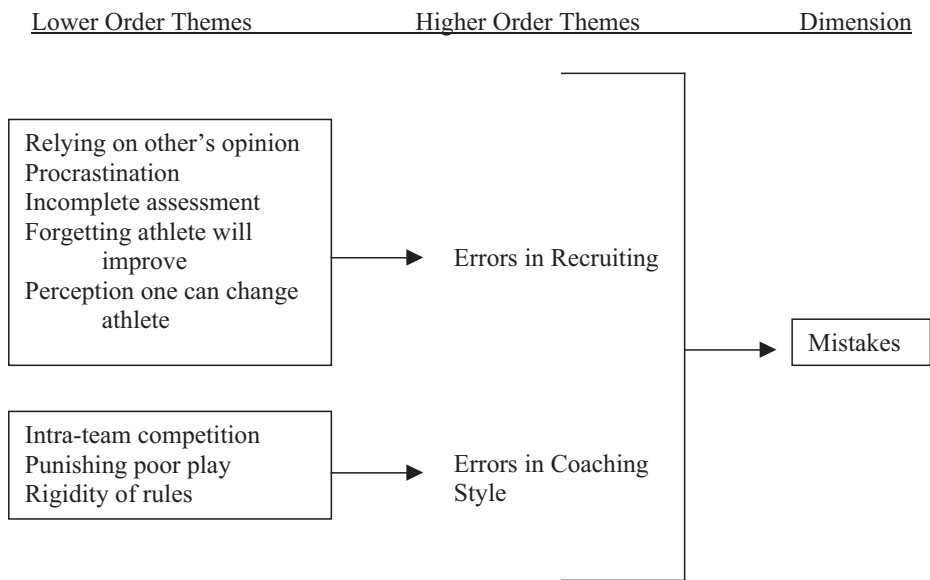 Lower Order Themes Higher Order Themes Dimension
Relying on other’s opinion
Procrastination
Incomplete assessment
Forgetting athlete will
improve
Perception one can change
athlete
Errors in Recruiting
Mistakes
Intra-team competition
Punishing poor play
Rigidity of rules
Errors in Coaching
Style